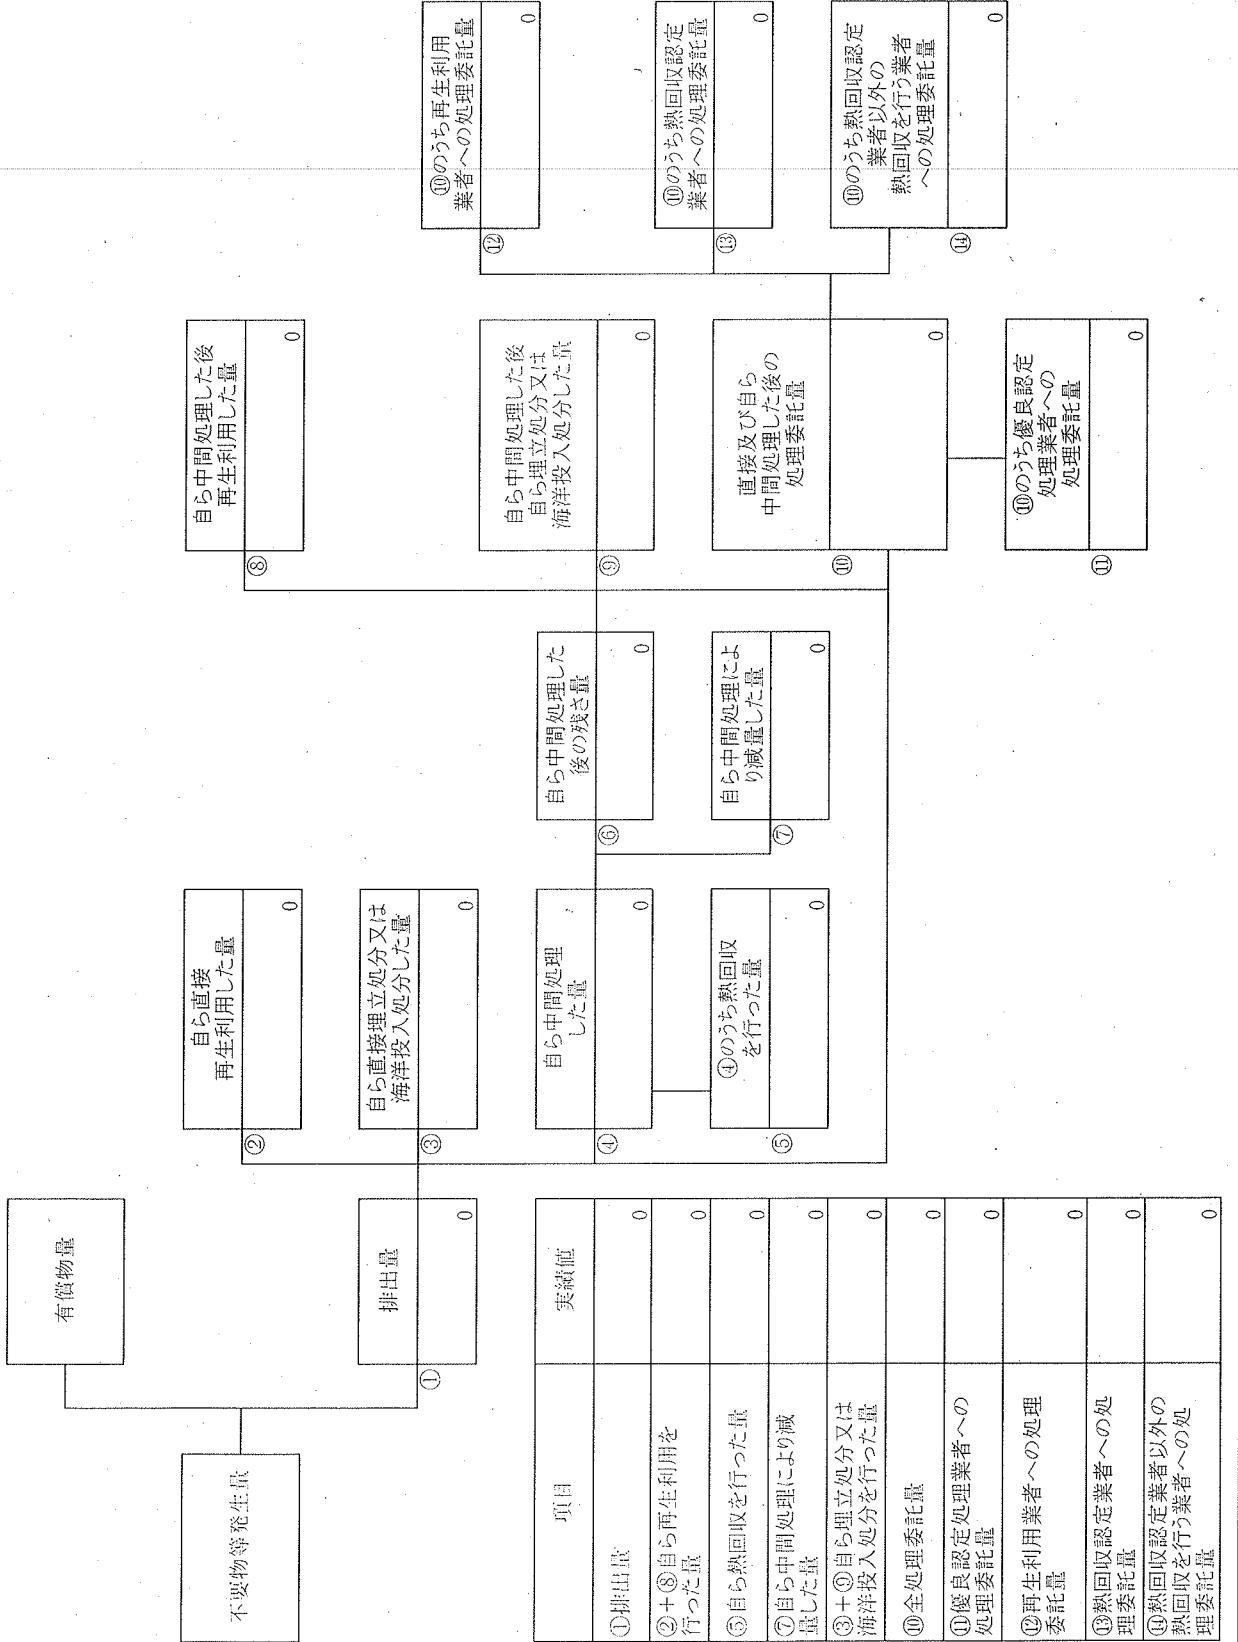 不要物等発生量
有償物量
排出量
①
0
②
自ら直接
再生利用した量
0
③
自ら直接埋立処分又は
海洋投入処分した量
0
④
自ら中間処理
した量
0
⑤
④のうち熱回収
を行った量
0
⑥
自ら中間処理した
後の残さ量
0
⑦
自ら中間処理によ
り減量した量
0
⑧
自ら中間処理した後
再生利用した量
0
⑨
自ら中間処理した後
自ら埋立処分又は
海洋投入処分した量
0
⑩
直接及び自ら
中間処理した後の
処理委託量
0
⑪
⑩のうち優良認定
処理業者への
処理委託量
0
⑫
⑩のうち再生利用
業者への処理委託量
0
⑬
⑩のうち熱回収認定
業者への処理委託量
0
⑭
⑩のうち熱回収認定
業者以外の
熱回収を行う業者
への処理委託量
0
項目 実績値
①排出量 0
②+⑧自ら再生利用を
行った量 0
⑤自ら熱回収を行った量 0
⑦自ら中間処理により減
量した量 0
③+⑨自ら埋立処分又は
海洋投入処分を行った量 0
⑩全処理委託量 0
⑪優良認定処理業者への
処理委託量 0
⑫再生利用業者への処理
委託量 0
⑬熱回収認定業者への処
理委託量 0
⑭熱回収認定業者以外の
熱回収を行う業者への処
理委託量 0